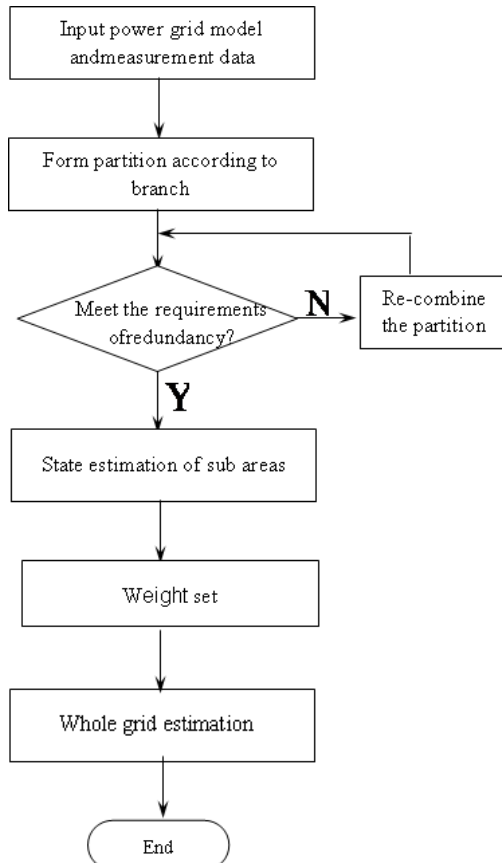 Input power grid model
andmeasurement data
Form partition according to
branch
Meet the requirements
ofredundancy?
N
Re-combine
the partition
Y
State estimation of sub areas
Weight set
Whole grid estimation
End